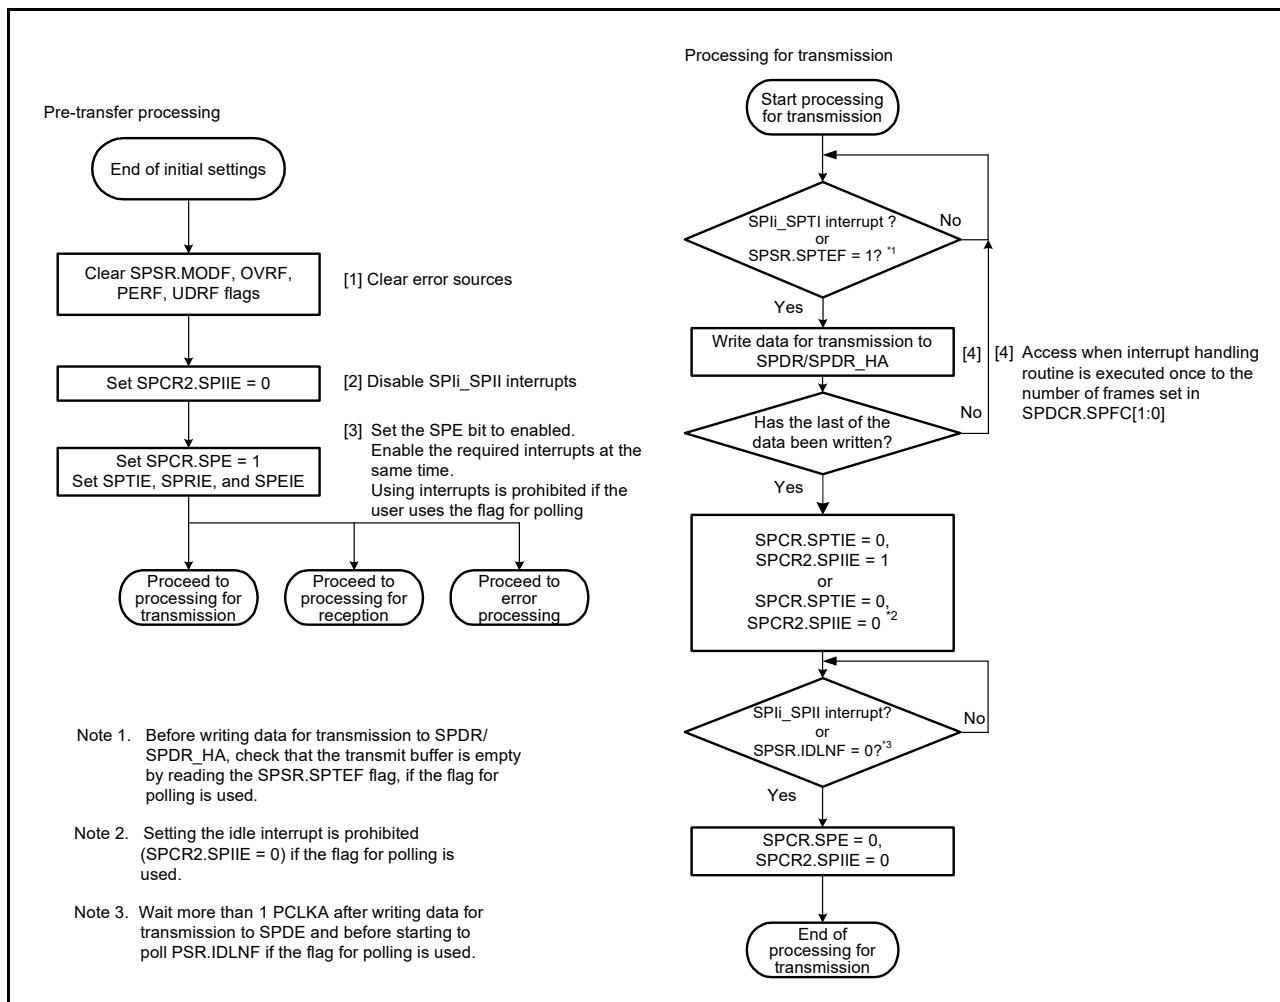 Pre-transfer processing
End of initial settings
Clear SPSR.MODF, OVRF,
PERF, UDRF flags
[1] Clear error sources
Set SPCR2.SPIIE = 0
[2] Disable SPIi_SPII interrupts
Set SPCR.SPE = 1
Set SPTIE, SPRIE, and SPEIE
[3] Set the SPE bit to enabled.
Enable the required interrupts at the
same time.
Using interrupts is prohibited if the
user uses the flag for polling
Proceed to
processing for
transmission
Proceed to
processing for
reception
Proceed to
error
processing
Note 1. Before writing data for transmission to SPDR/
SPDR_HA, check that the transmit buffer is empty
by reading the SPSR.SPTEF flag, if the flag for
polling is used.
Note 2. Setting the idle interrupt is prohibited
(SPCR2.SPIIE = 0) if the flag for polling is
used.
Note 3. Wait more than 1 PCLKA after writing data for
transmission to SPDE and before starting to
poll PSR.IDLNF if the flag for polling is used.
Processing for transmission
Start processing
for transmission
SPIi_SPTI interrupt ?
or
SPSR.SPTEF = 1? *1
No
Yes
Write data for transmission to
SPDR/SPDR_HA
[4]
[4] Access when interrupt handling
routine is executed once to the
number of frames set in
SPDCR.SPFC[1:0]
Has the last of the
data been written?
No
Yes
SPCR.SPTIE = 0,
SPCR2.SPIIE = 1
or
SPCR.SPTIE = 0,
SPCR2.SPIIE = 0 *2
SPIi_SPII interrupt?
or
SPSR.IDLNF = 0?*3
No
Yes
SPCR.SPE = 0,
SPCR2.SPIIE = 0
End of
processing for
transmission